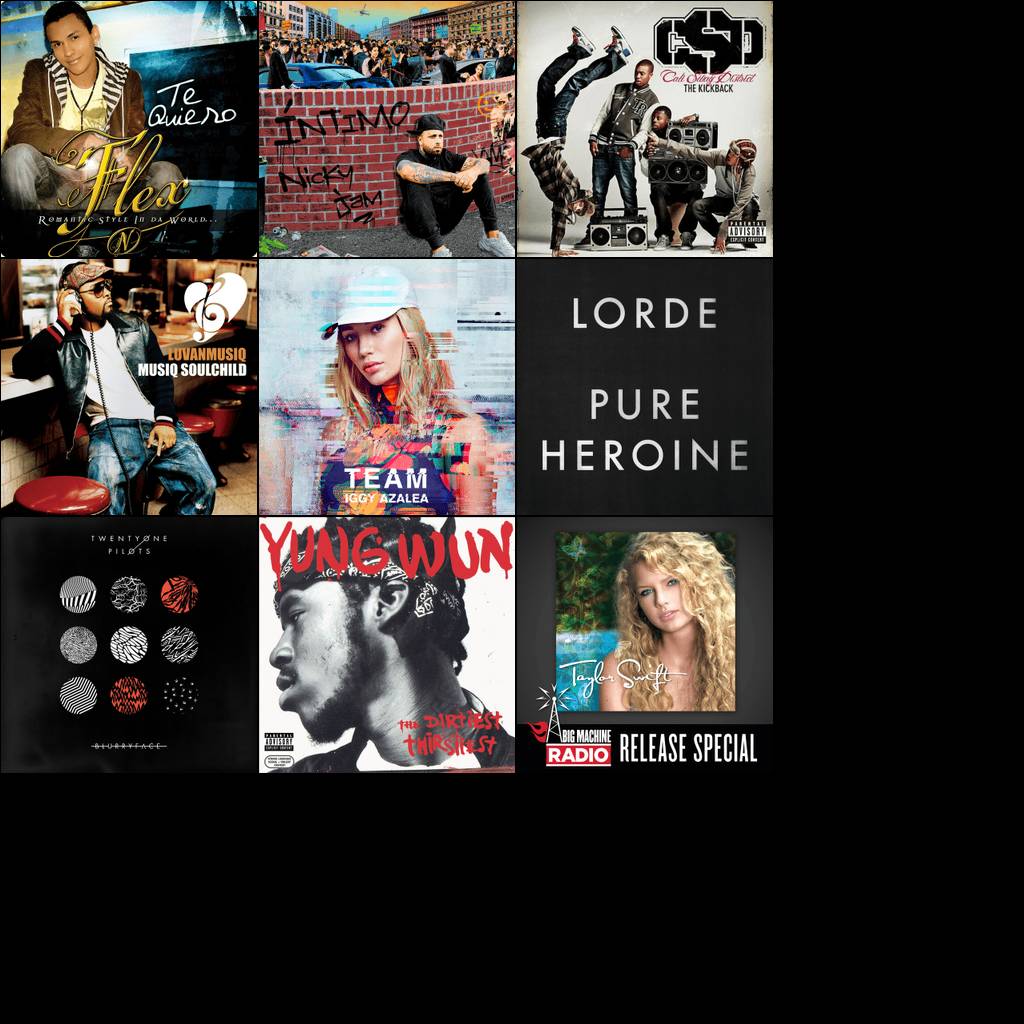 Te
Quiero
Flex
Romantic Style In Da World...
N
ÍNTIMO
Nicky
Jam
CSD
Cali Swag District
THE KICKBACK
PARENTAL
ADVISORY
EXPLICIT CONTENT
LUVANMUSIQ
MUSIQ SOULCHILD
TEAM
IGGY AZALEA
LORDE
PURE
HEROINE
TWENTY ONE
PILOTS
BLURRYFACE
YUNG WUN
THE DIRTIEST
THIRSTIEST
PARENTAL
ADVISORY
EXPLICIT CONTENT
Taylor Swift
BIG MACHINE
RADIO
RELEASE SPECIAL